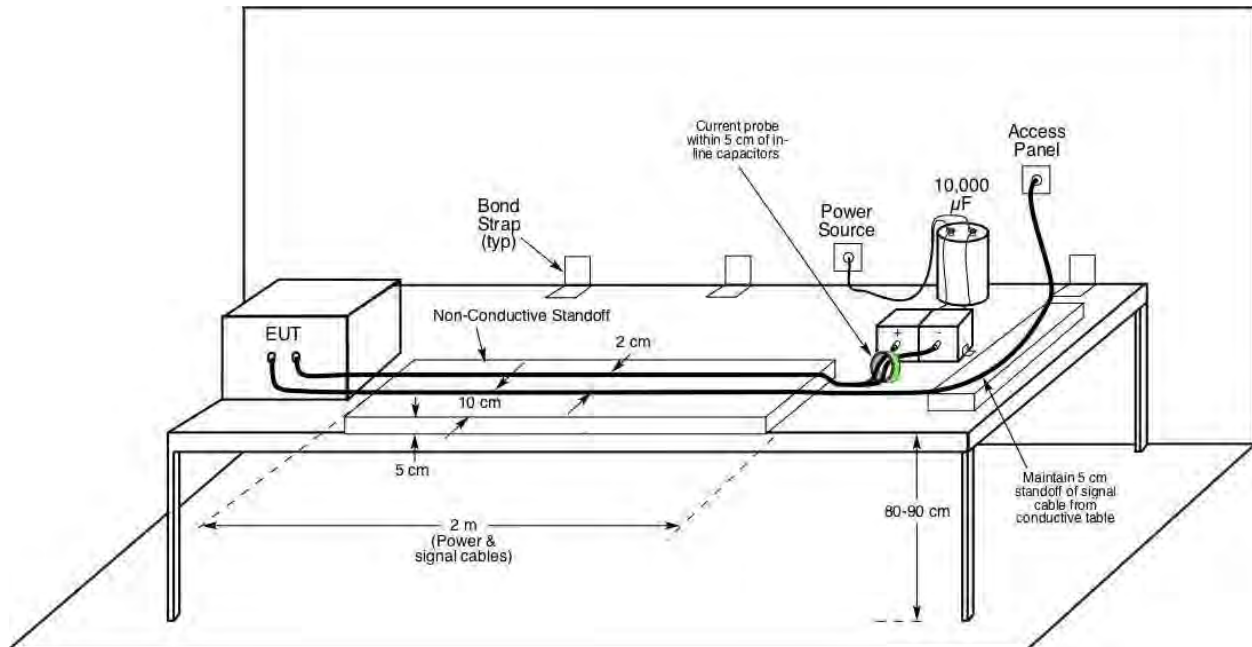 Current probe
within 5 cm of in-
line capacitors
Access
Panel
10,000
µF
Power
Source
Bond
Strap
(typ)
Non-Conductive Standoff
EUT
+
-
2 cm
10 cm
5 cm
2 m
(Power &
signal cables)
80-90 cm
Maintain 5 cm
standoff of signal
cable from
conductive table